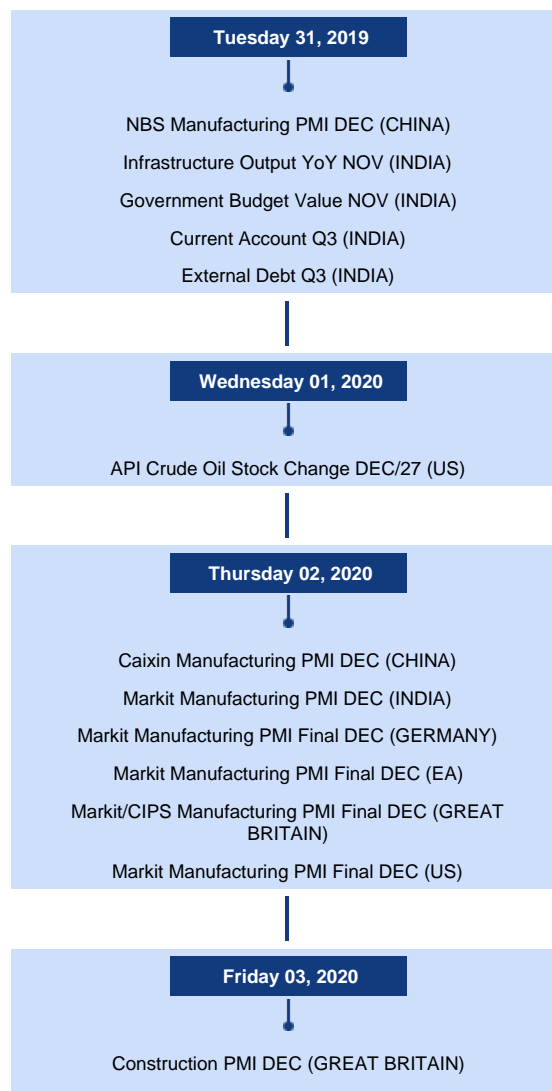 Tuesday 31, 2019
NBS Manufacturing PMI DEC (CHINA)
Infrastructure Output YoY NOV (INDIA)
Government Budget Value NOV (INDIA)
Current Account Q3 (INDIA)
External Debt Q3 (INDIA)
Wednesday 01, 2020
API Crude Oil Stock Change DEC/27 (US)
Thursday 02, 2020
Caixin Manufacturing PMI DEC (CHINA)
Markit Manufacturing PMI DEC (INDIA)
Markit Manufacturing PMI Final DEC (GERMANY)
Markit Manufacturing PMI Final DEC (EA)
Markit/CIPS Manufacturing PMI Final DEC (GREAT
BRITAIN)
Markit Manufacturing PMI Final DEC (US)
Friday 03, 2020
Construction PMI DEC (GREAT BRITAIN)